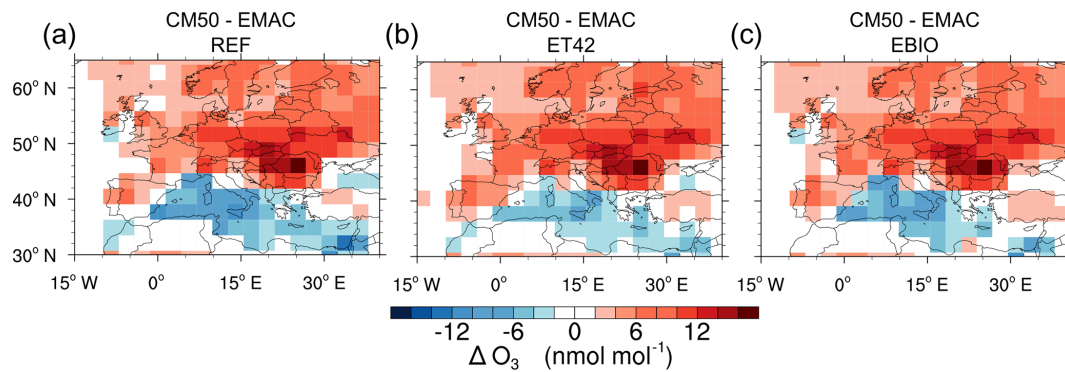 CM50 - EMAC CM50 - EMAC CM50 - EMAC
(a) REF (b) ET42 (c) EBIO
60° N
50° N
40° N
30° N
15° W 0° 15° E 30° E 15° W 0° 15° E 30° E 15° W 0° 15° E 30° E
-12 -6 0 6 12
Δ O₃ (nmol mol⁻¹)